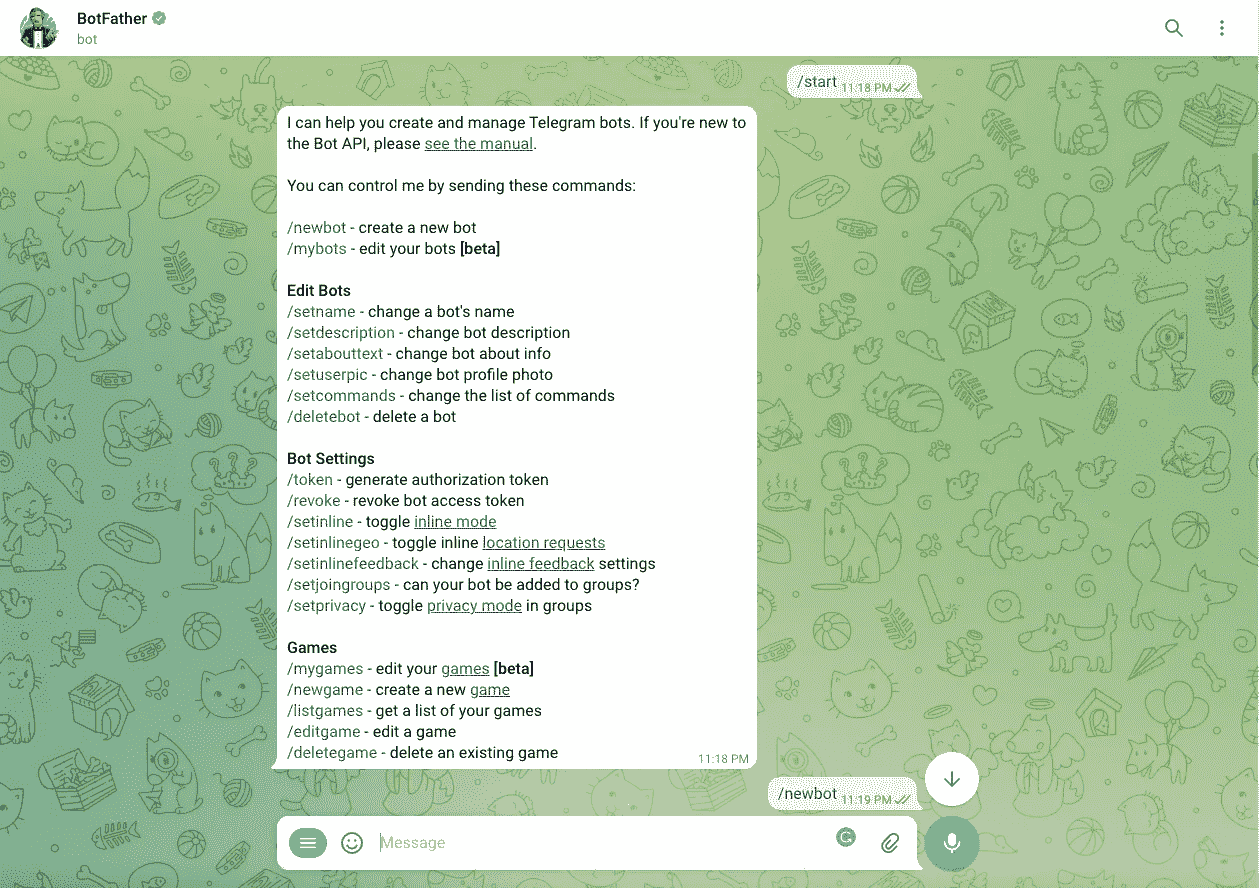 BotFather
bot
/start 11:18 PM
I can help you create and manage Telegram bots. If you're new to
the Bot API, please see the manual.
You can control me by sending these commands:
/newbot - create a new bot
/mybots - edit your bots [beta]
Edit Bots
/setname - change a bot's name
/setdescription - change bot description
/setabouttext - change bot about info
/setuserpic - change bot profile photo
/setcommands - change the list of commands
/deletebot - delete a bot
Bot Settings
/token - generate authorization token
/revoke - revoke bot access token
/setinline - toggle inline mode
/setinlinegeo - toggle inline location requests
/setinlinefeedback - change inline feedback settings
/setjoingroups - can your bot be added to groups?
/setprivacy - toggle privacy mode in groups
Games
/mygames - edit your games [beta]
/newgame - create a new game
/listgames - get a list of your games
/editgame - edit a game
/deletegame - delete an existing game
11:18 PM
/newbot 11:19 PM
Message